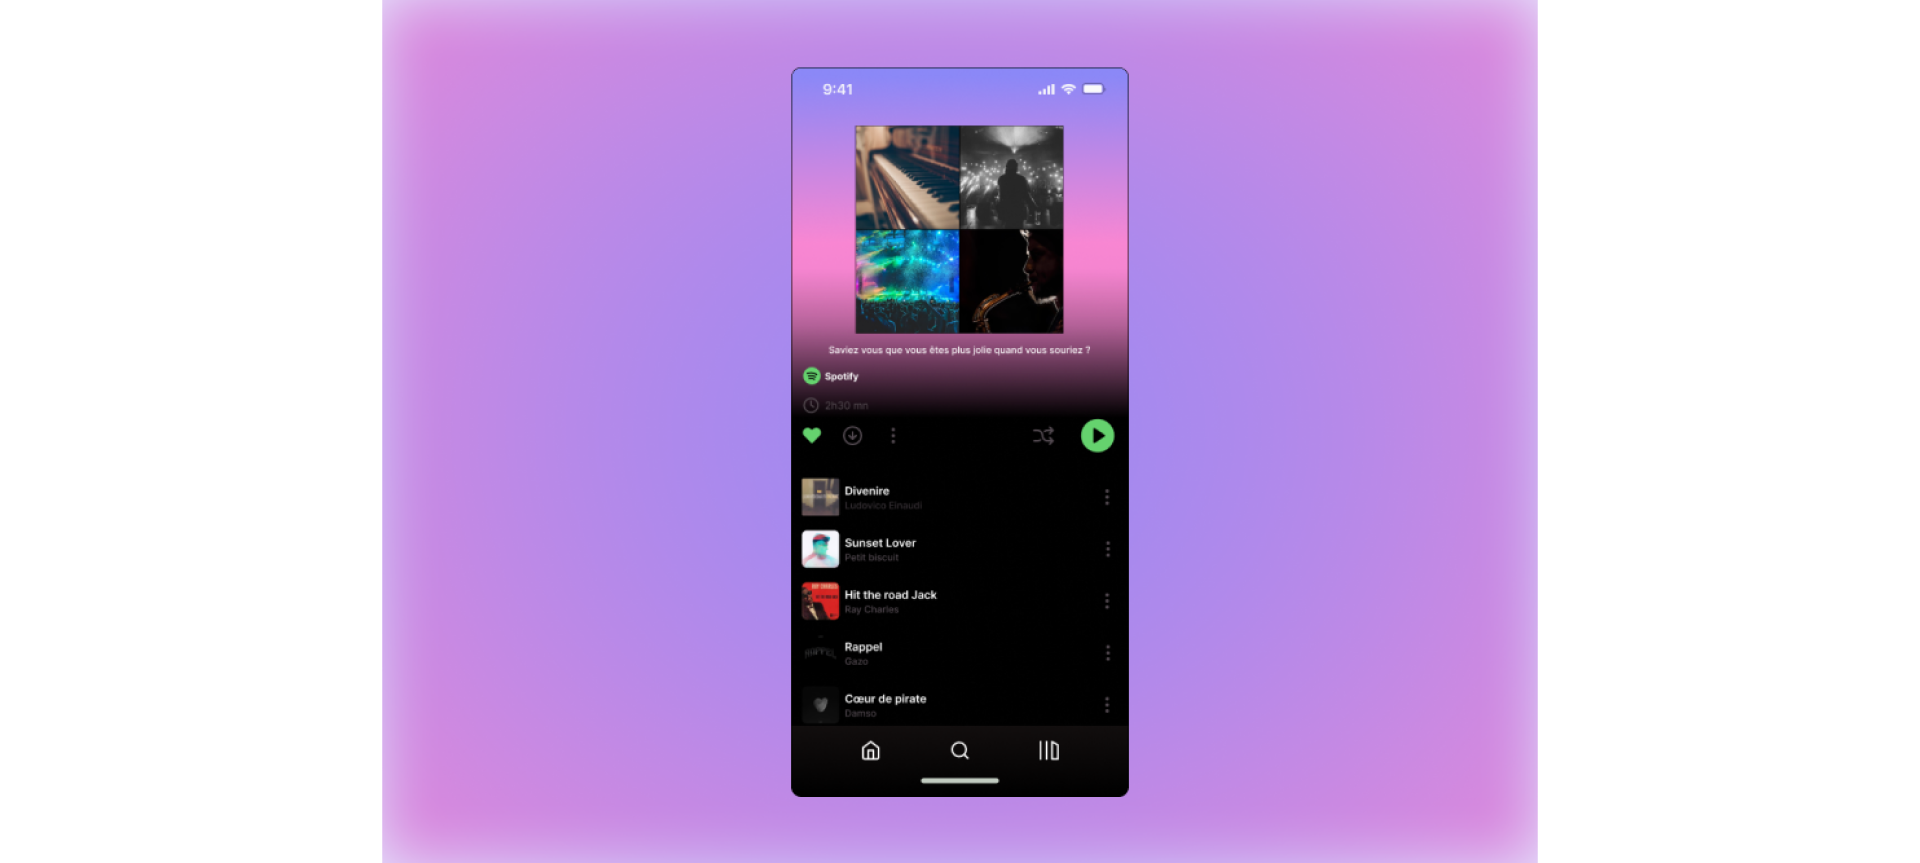 9:41
Saviez vous que vous êtes plus jolie quand vous souriez ?
Spotify
2h30 mn
Divenire
Ludovico Einaudi
Sunset Lover
Petit biscuit
Hit the road Jack
Ray Charles
Rappel
Gazo
Cœur de pirate
Damso